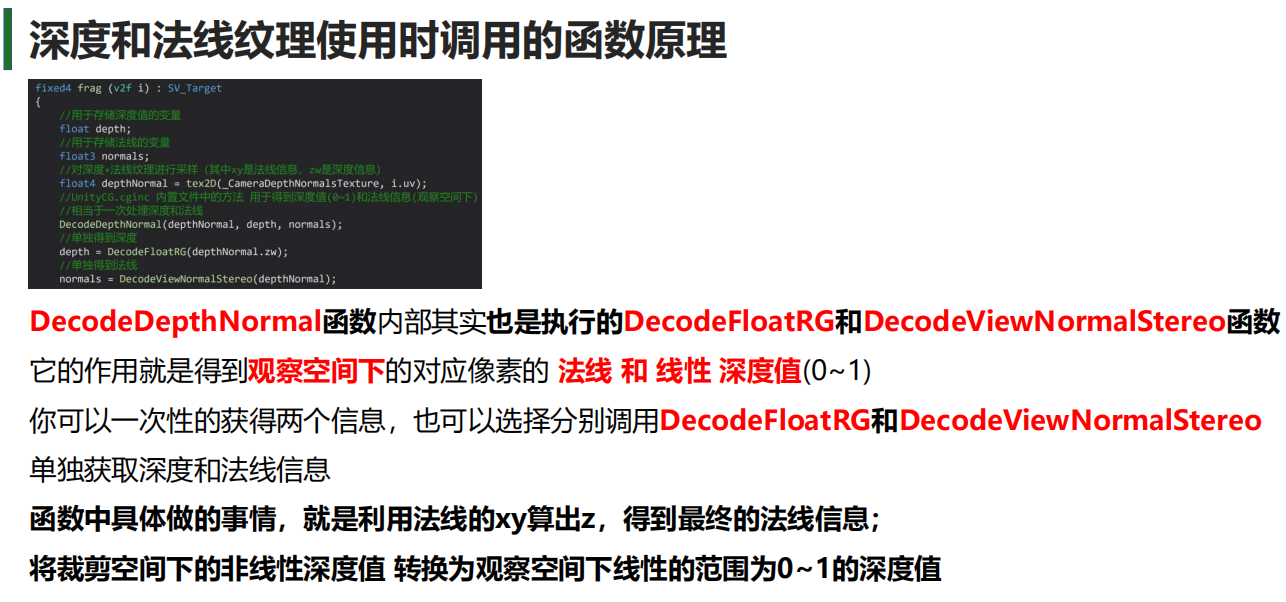 深度和法线纹理使用时调用的函数原理
fixed4 frag (v2f i) : SV_Target
{
//用于存储深度值的变量
float depth;
//用于存储法线的变量
float3 normals;
//对深度+法线纹理进行采样（其中xy是法线信息，zw是深度信息）
float4 depthNormal = tex2D(_CameraDepthNormalsTexture, i.uv);
//UnityCG.cginc 内置文件中的方法 用于得到深度值(0~1)和法线信息(观察空间下)
//相当于一次处理深度和法线
DecodeDepthNormal(depthNormal, depth, normals);
//单独得到深度
depth = DecodeFloatRG(depthNormal.zw);
//单独得到法线
normals = DecodeViewNormalStereo(depthNormal);
DecodeDepthNormal函数内部其实也是执行的DecodeFloatRG和DecodeViewNormalStereo函数
它的作用就是得到观察空间下的对应像素的 法线 和 线性 深度值(0~1)
你可以一次性的获得两个信息，也可以选择分别调用DecodeFloatRG和DecodeViewNormalStereo
单独获取深度和法线信息
函数中具体做的事情，就是利用法线的xy算出z，得到最终的法线信息；
将裁剪空间下的非线性深度值 转换为观察空间下线性的范围为0~1的深度值